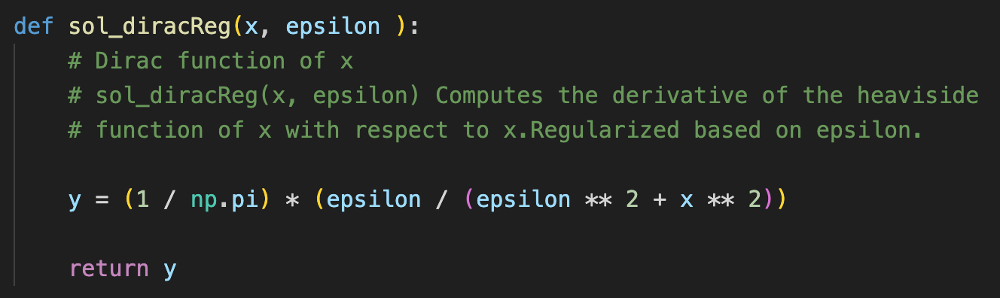 def sol_diracReg(x, epsilon ):
    # Dirac function of x
    # sol_diracReg(x, epsilon) Computes the derivative of the heaviside
    # function of x with respect to x.Regularized based on epsilon.
    y = (1 / np.pi) * (epsilon / (epsilon ** 2 + x ** 2))
    return y